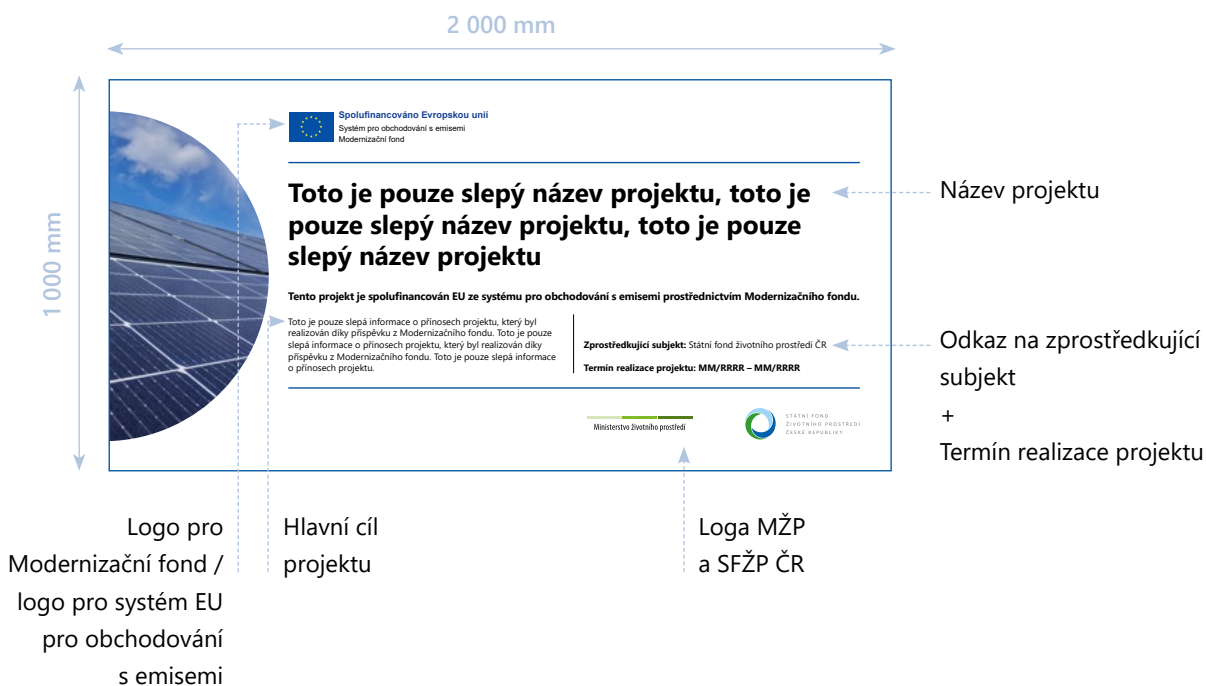 2 000 mm
1 000 mm
Spolufinancováno Evropskou unií
Systém pro obchodování s emisemi
Modernizační fond
Toto je pouze slepý název projektu, toto je
pouze slepý název projektu, toto je pouze
slepý název projektu
Název projektu
Tento projekt je spolufinancován EU ze systému pro obchodování s emisemi prostřednictvím Modernizačního fondu.
Toto je pouze slepá informace o přínosech projektu, který byl
realizován díky příspěvku z Modernizačního fondu. Toto je pouze
slepá informace o přínosech projektu, který byl realizován díky
příspěvku z Modernizačního fondu. Toto je pouze slepá informace
o přínosech projektu.
Zprostředkující subjekt: Státní fond životního prostředí ČR
Termín realizace projektu: MM/RRRR – MM/RRRR
Odkaz na zprostředkující
subjekt
+
Termín realizace projektu
Ministerstvo životního prostředí
STÁTNÍ FOND
ŽIVOTNÍHO PROSTŘEDÍ
ČESKÉ REPUBLIKY
Logo pro
Modernizační fond /
logo pro systém EU
pro obchodování
s emisemi
Hlavní cíl
projektu
Loga MŽP
a SFŽP ČR